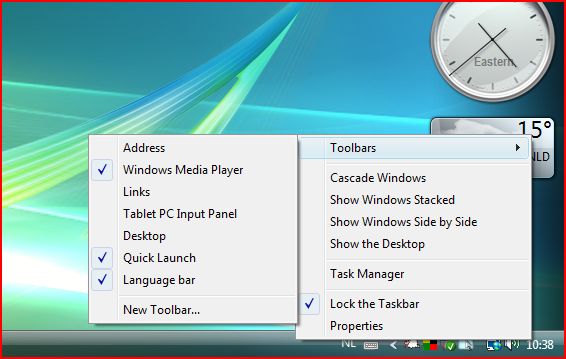 Eastern
15°
NLD
Address
Windows Media Player
Links
Tablet PC Input Panel
Desktop
Quick Launch
Language bar
New Toolbar...
Toolbars
Cascade Windows
Show Windows Stacked
Show Windows Side by Side
Show the Desktop
Task Manager
Lock the Taskbar
Properties
NL
10:38